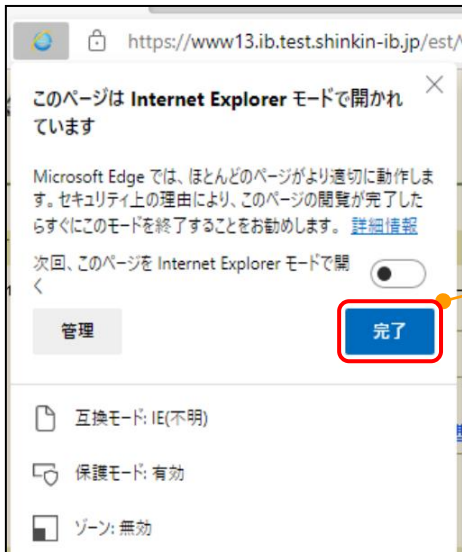 https://www13.ib.test.shinkin-ib.jp/est/
このページは Internet Explorer モードで開かれ
ています
Microsoft Edge では、ほとんどのページがより適切に動作しま
す。セキュリティ上の理由により、このページの閲覧が完了した
らすぐにこのモードを終了することをお勧めします。 詳細情報
次回、このページを Internet Explorer モードで開
く
管理
完了
互換モード: IE(不明)
保護モード: 有効
ゾーン: 無効